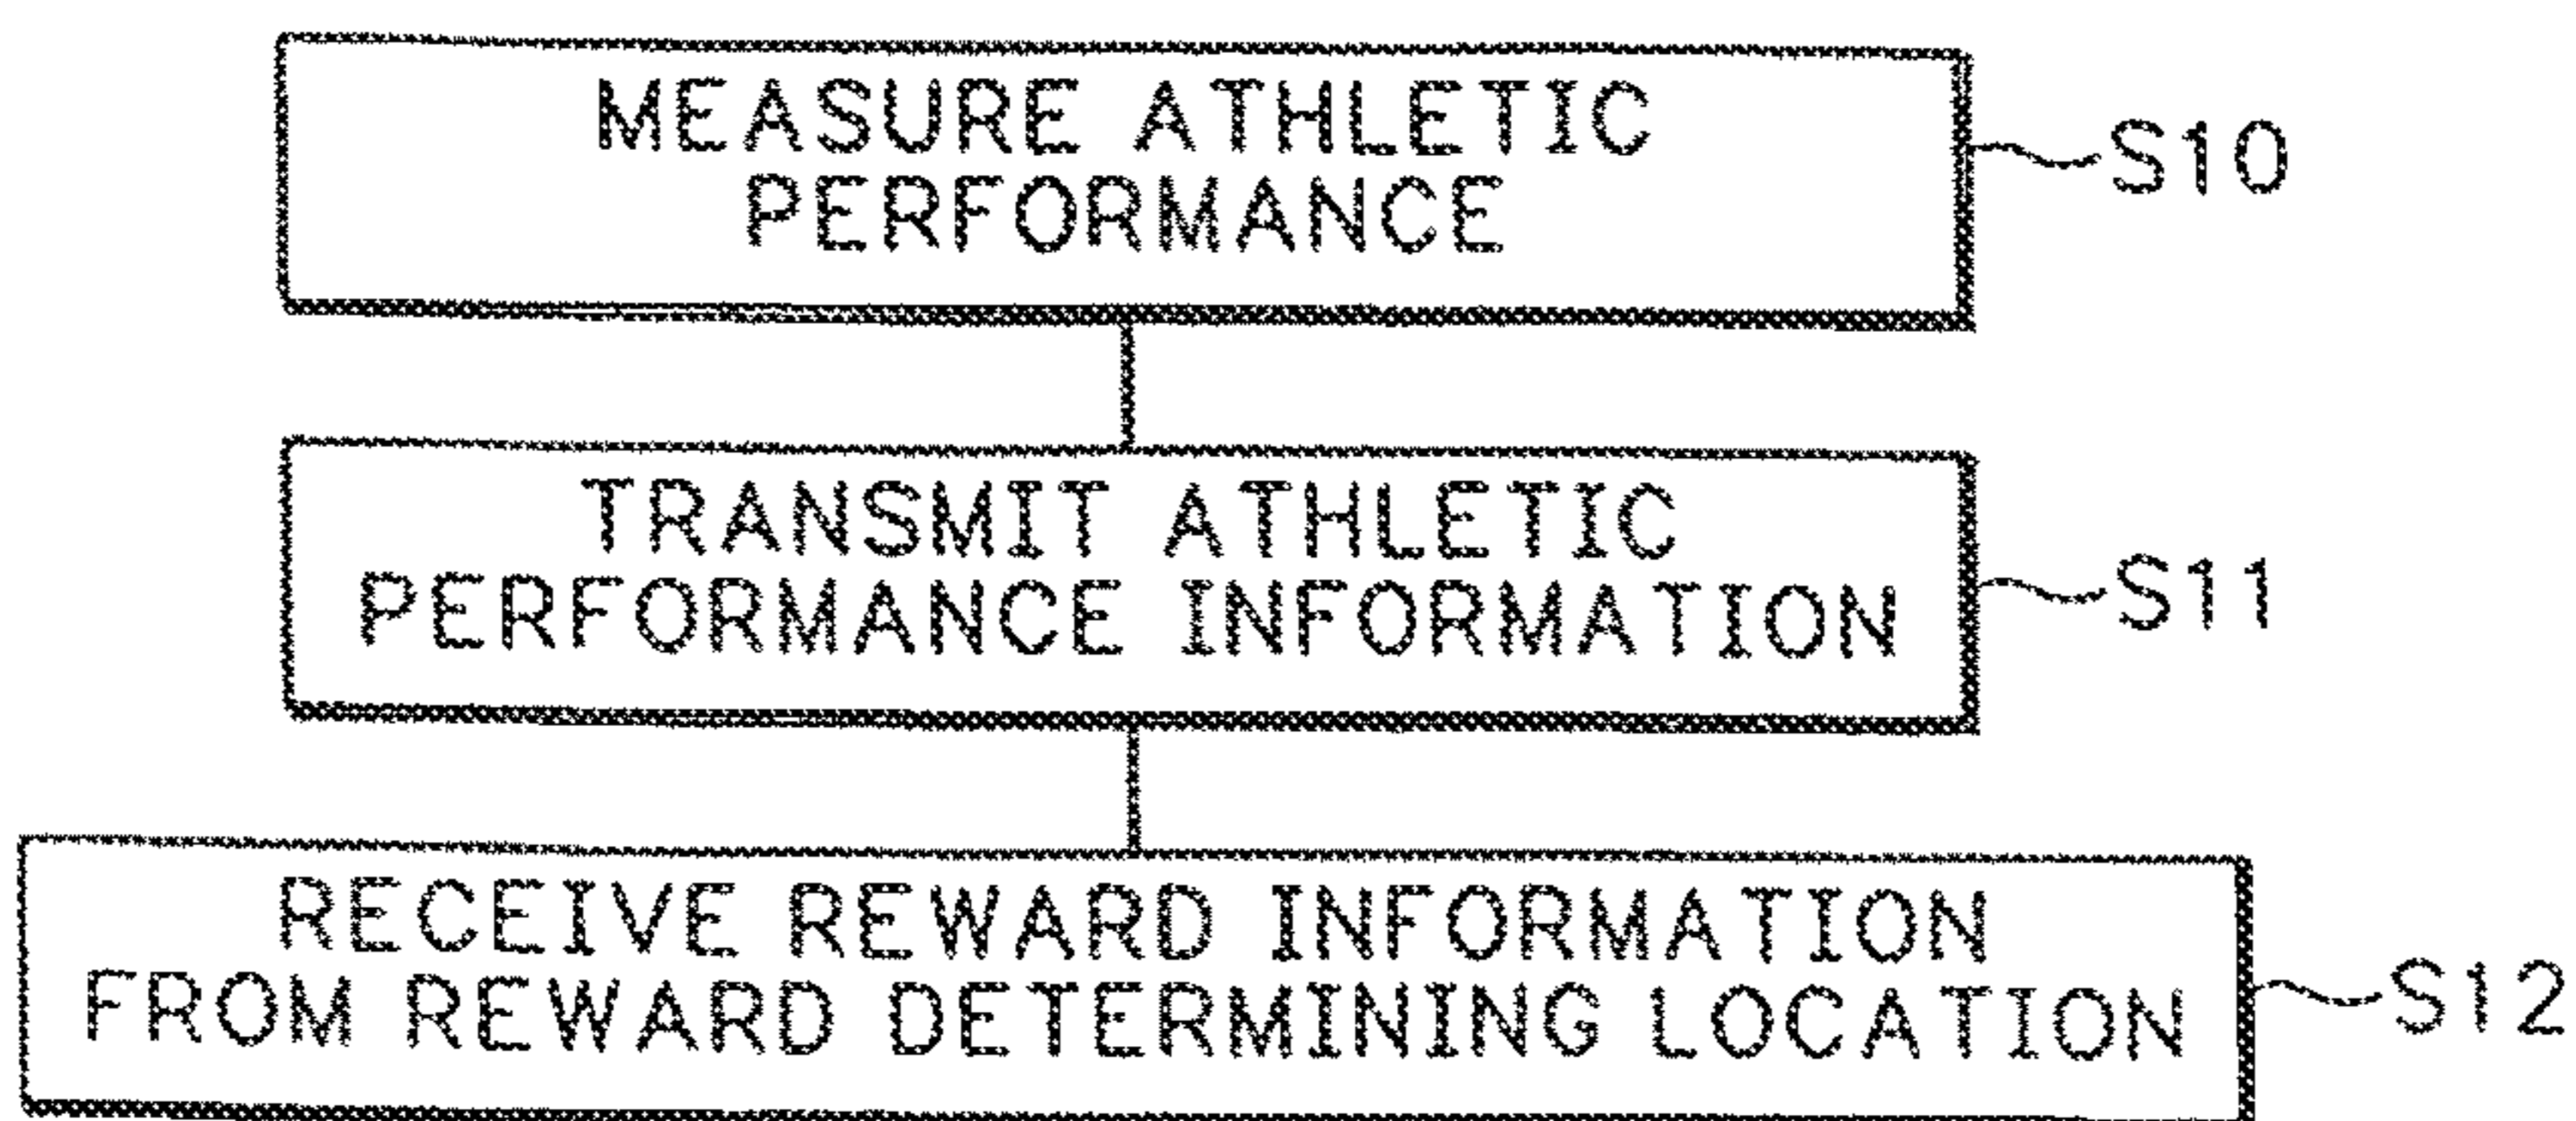 MEASURE ATHLETIC
PERFORMANCE
S10
TRANSMIT ATHLETIC
PERFORMANCE INFORMATION
S11
RECEIVE REWARD INFORMATION
FROM REWARD DETERMINING LOCATION
S12